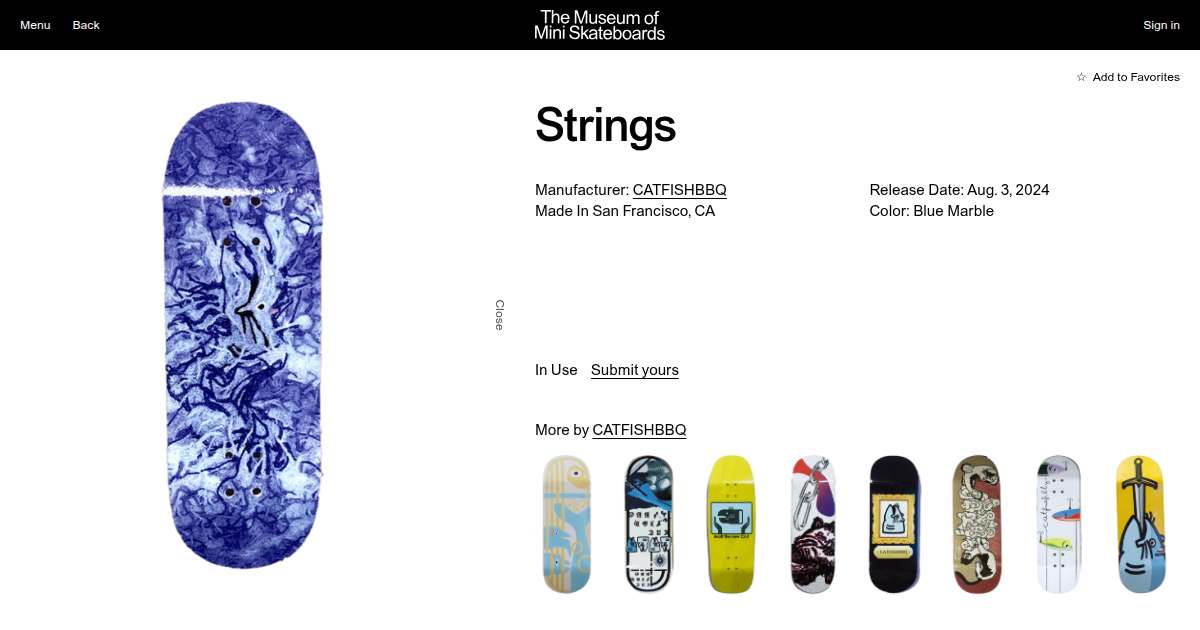 Menu
Back
The Museum of
Mini Skateboards
Sign in
☆ Add to Favorites
Strings
Manufacturer: CATFISHBBQ
Made In San Francisco, CA
Release Date: Aug. 3, 2024
Color: Blue Marble
Close
In Use
Submit yours
More by CATFISHBBQ